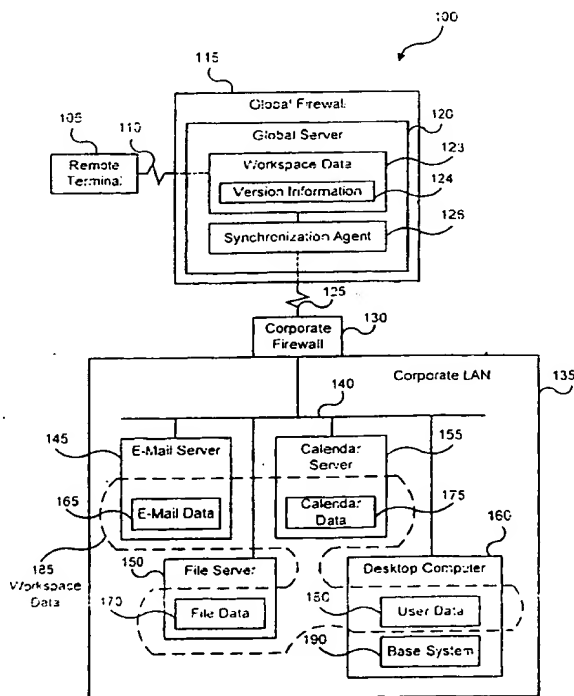 100
115
Global Firewall
120
Global Server
105
110
123
Remote
Terminal
Workspace Data
124
Version Information
126
Synchronization Agent
125
Corporate
Firewall
130
Corporate LAN
135
140
145
E-Mail Server
Calendar
Server
155
165
E-Mail Data
Calendar
Data
175
160
185
Workspace
Data
150
File Server
Desktop Computer
170
File Data
180
User Data
190
Base System